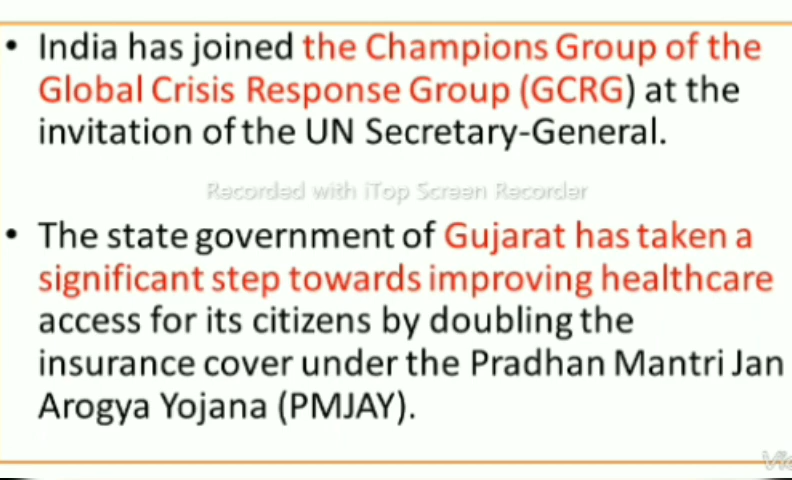 • India has joined the Champions Group of the
Global Crisis Response Group (GCRG) at the
invitation of the UN Secretary-General.
Recorded with iTop Screen Recorder
• The state government of Gujarat has taken a
significant step towards improving healthcare
access for its citizens by doubling the
insurance cover under the Pradhan Mantri Jan
Arogya Yojana (PMJAY).